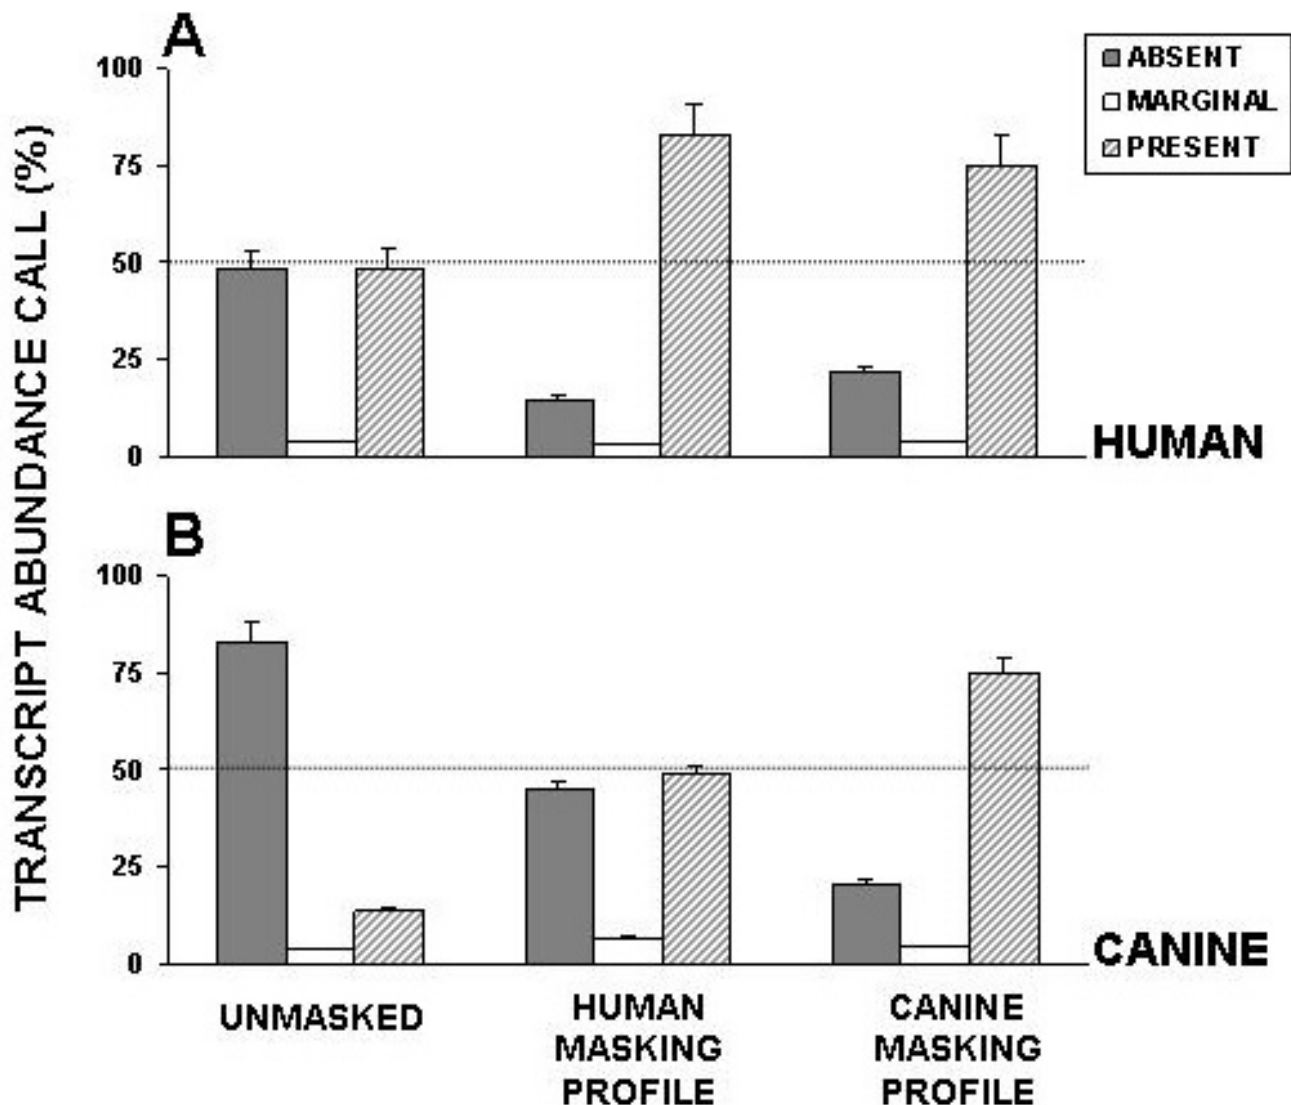 TRANSCRIPT ABUNDANCE CALL (%)
A
100
75
50
25
0
ABSENT
MARGINAL
PRESENT
HUMAN
B
100
75
50
25
0
CANINE
UNMASKED
HUMAN
MASKING
PROFILE
CANINE
MASKING
PROFILE